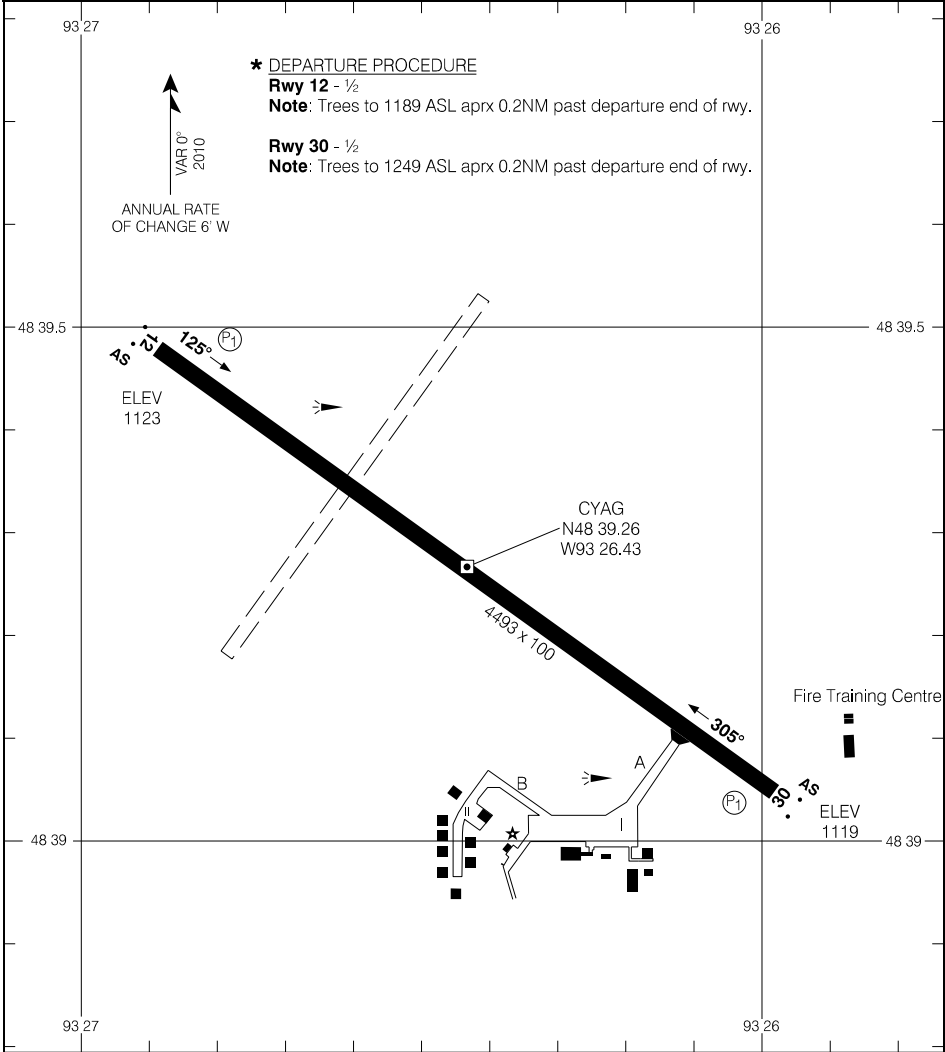 93 27
93 26
* DEPARTURE PROCEDURE
Rwy 12 - ½
Note: Trees to 1189 ASL aprx 0.2NM past departure end of rwy.
Rwy 30 - ½
Note: Trees to 1249 ASL aprx 0.2NM past departure end of rwy.
VAR 0°
2010
ANNUAL RATE
OF CHANGE 6' W
48 39.5
48 39.5
12
125°
P1
AS
ELEV
1123
CYAG
N48 39.26
W93 26.43
4493 x 100
Fire Training Centre
305°
A
B
II
I
P1
30
AS
ELEV
1119
48 39
48 39
93 27
93 26